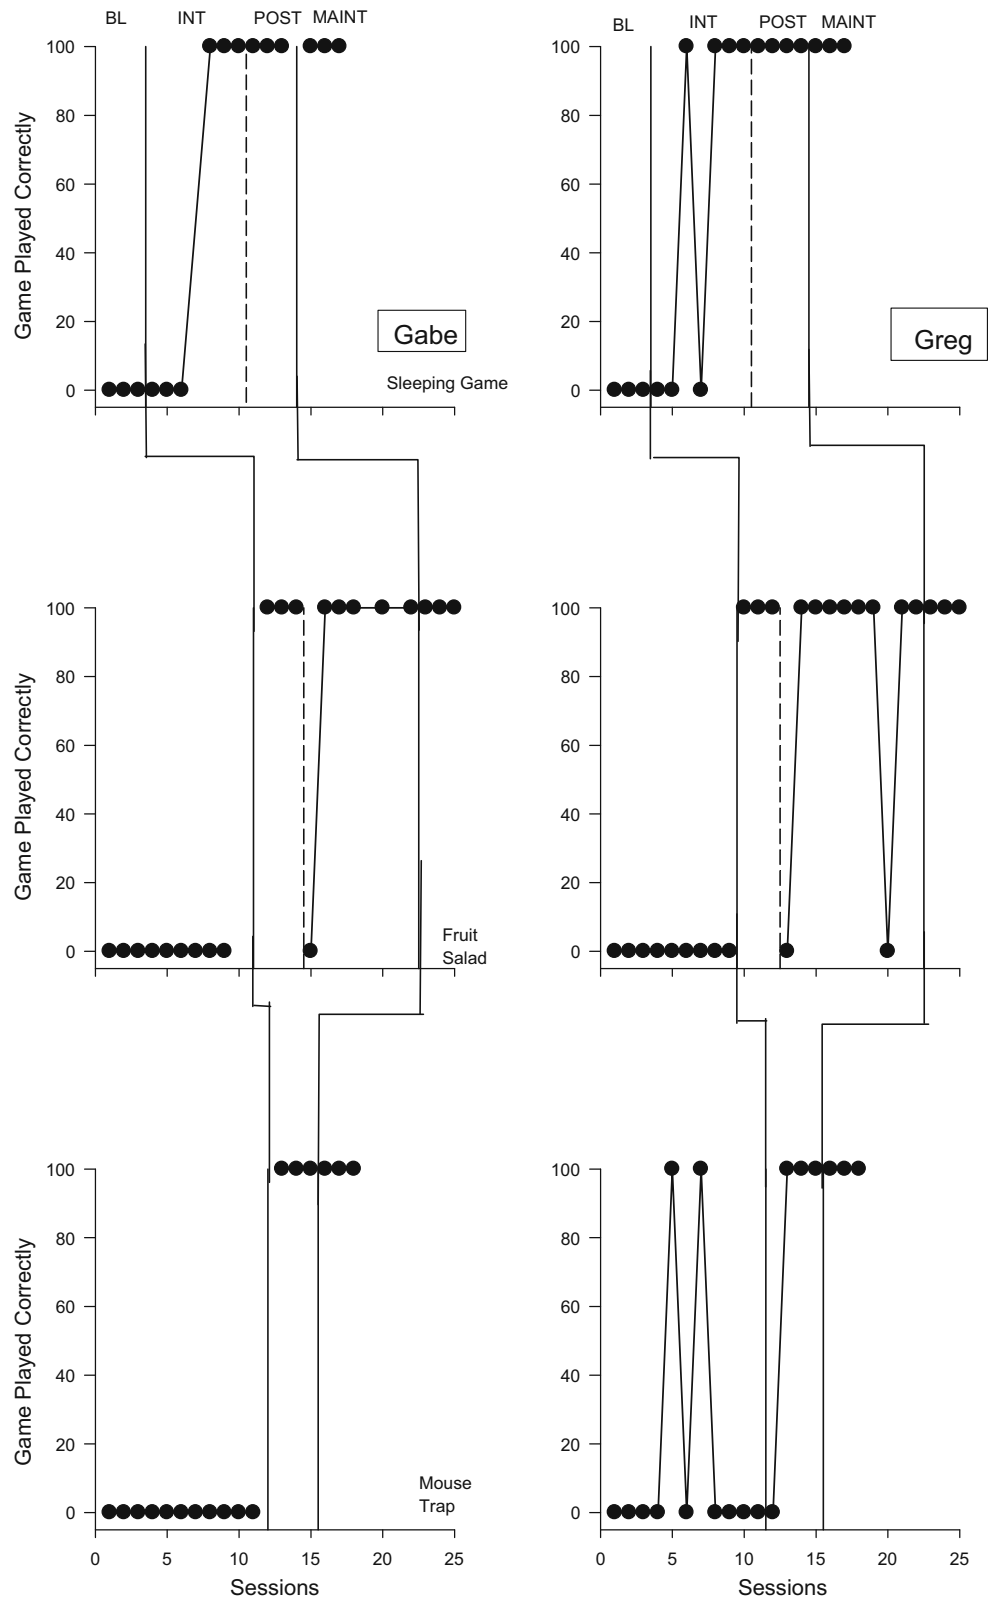 BL INT POST MAINT
BL INT POST MAINT
100
80
60
40
20
0
Game Played Correctly
Gabe
Sleeping Game
100
80
60
40
20
0
Greg
100
80
60
40
20
0
Game Played Correctly
Fruit
Salad
100
80
60
40
20
0
100
80
60
40
20
0
Game Played Correctly
Mouse
Trap
0 5 10 15 20 25
Sessions
100
80
60
40
20
0
0 5 10 15 20 25
Sessions